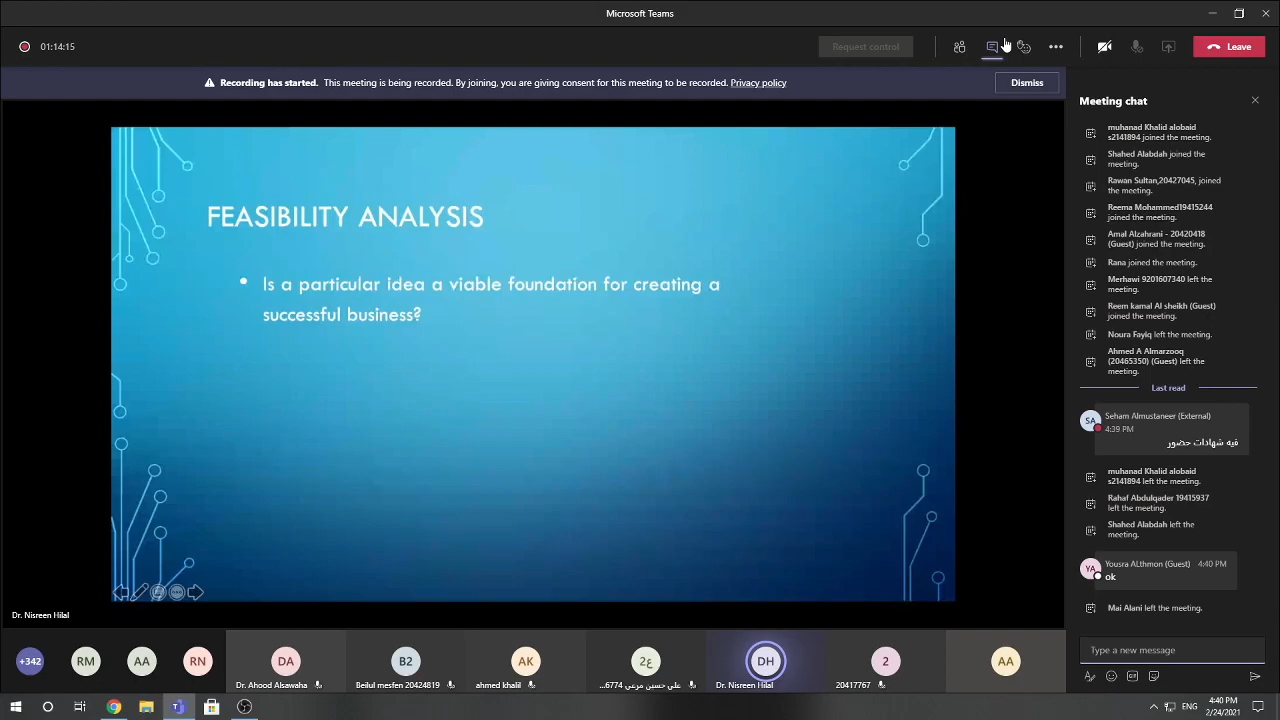 Microsoft Teams
01:14:15
Request control
Leave
Recording has started. This meeting is being recorded. By joining, you are giving consent for this meeting to be recorded. Privacy policy
Dismiss
FEASIBILITY ANALYSIS
• Is a particular idea a viable foundation for creating a
successful business?
Dr. Nisreen Hilal
+342
RM
AA
RN
DA
Dr. Ahood Alsawaha
B2
Beilul mesfen 20424819
AK
ahmed khalil
ع2
علي حسين مرعي 6774...
DH
Dr. Nisreen Hilal
2
20417767
AA
Meeting chat
muhanad Khalid alobaid
s2141894 joined the meeting.
Shahed Alabdah joined the
meeting.
Rawan Sultan,20427045, joined
the meeting.
Reema Mohammed19415244
joined the meeting.
Amal Alzahrani - 20420418
(Guest) joined the meeting.
Rana joined the meeting.
Merhawi 9201607340 left the
meeting.
Reem kamal Al sheikh (Guest)
joined the meeting.
Noura Fayiq left the meeting.
Ahmed A Almarzooq
(20465350) (Guest) left the
meeting.
Last read
SA
Seham Almustaneer (External)
4:39 PM
فيه شهادات حضور
muhanad Khalid alobaid
s2141894 left the meeting.
Rahaf Abdulqader 19415937
left the meeting.
Shahed Alabdah left the
meeting.
YA
Yousra ALthmon (Guest) 4:40 PM
ok
Mai Alani left the meeting.
Type a new message
GIF
ENG
4:40 PM
2/24/2021